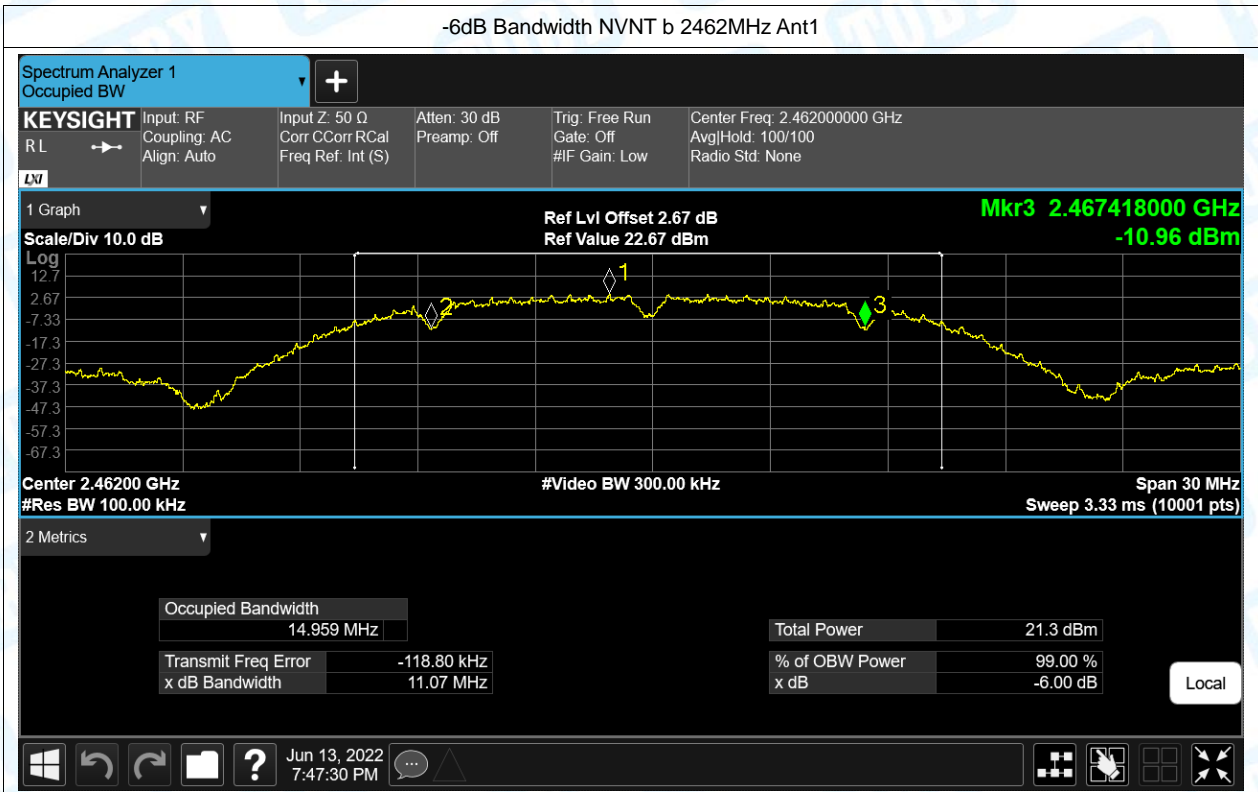 -6dB Bandwidth NVNT b 2462MHz Ant1
Spectrum Analyzer 1
Occupied BW
KEYSIGHT
R L
LXI
Input: RF
Coupling: AC
Align: Auto
Input Z: 50 Ω
Corr CCorr RCal
Freq Ref: Int (S)
Atten: 30 dB
Preamp: Off
Trig: Free Run
Gate: Off
#IF Gain: Low
Center Freq: 2.462000000 GHz
Avg|Hold: 100/100
Radio Std: None
1 Graph
Scale/Div 10.0 dB
Ref Lvl Offset 2.67 dB
Ref Value 22.67 dBm
Mkr3 2.467418000 GHz
-10.96 dBm
Log
12.7
2.67
-7.33
-17.3
-27.3
-37.3
-47.3
-57.3
-67.3
1
2
3
Center 2.46200 GHz
#Video BW 300.00 kHz
Span 30 MHz
#Res BW 100.00 kHz
Sweep 3.33 ms (10001 pts)
2 Metrics
Occupied Bandwidth
14.959 MHz
Total Power 21.3 dBm
Transmit Freq Error -118.80 kHz
% of OBW Power 99.00 %
x dB Bandwidth 11.07 MHz
x dB -6.00 dB
Local
?
Jun 13, 2022
7:47:30 PM